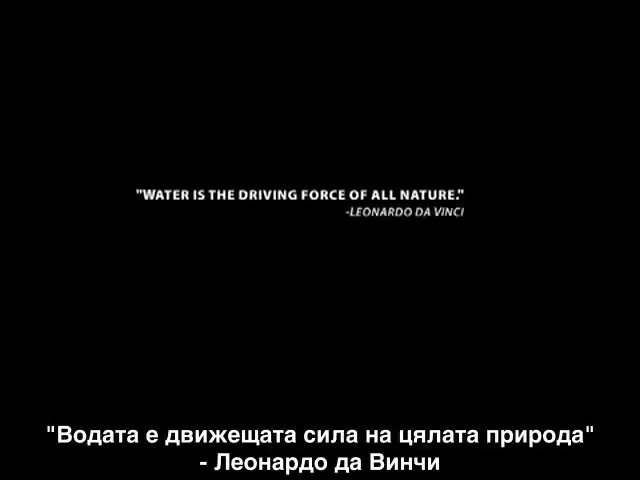 "WATER IS THE DRIVING FORCE OF ALL NATURE."
-LEONARDO DA VINCI
"Водата е движещата сила на цялата природа"
- Леонардо да Винчи